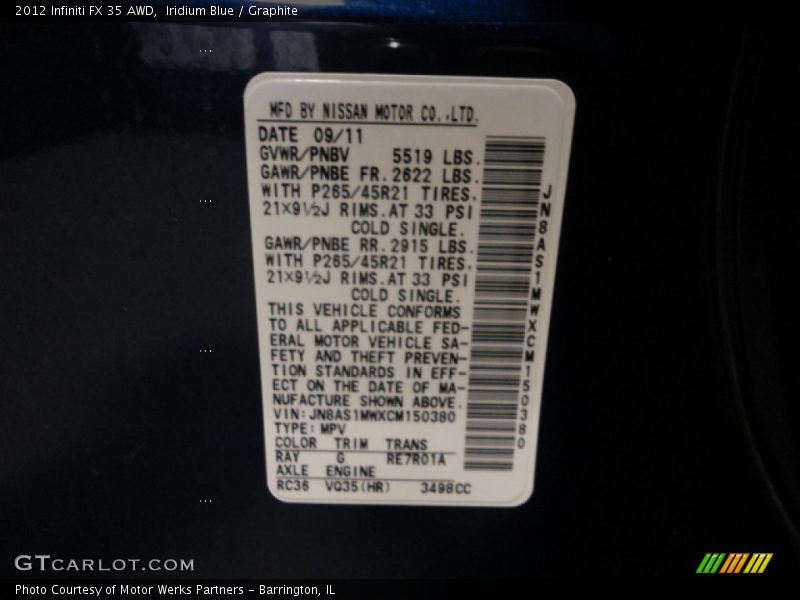 2012 Infiniti FX 35 AWD,  Iridium Blue / Graphite
MFD BY NISSAN MOTOR CO.,LTD.
DATE 09/11
GVWR/PNBV 5519 LBS.
GAWR/PNBE FR. 2622 LBS.
WITH P265/45R21 TIRES.
21X9½J RIMS. AT 33 PSI
COLD SINGLE.
GAWR/PNBE RR. 2915 LBS.
WITH P265/45R21 TIRES.
21X9½J RIMS. AT 33 PSI
COLD SINGLE.
THIS VEHICLE CONFORMS
TO ALL APPLICABLE FED-
ERAL MOTOR VEHICLE SA-
FETY AND THEFT PREVEN-
TION STANDARDS IN EFF-
ECT ON THE DATE OF MA-
NUFACTURE SHOWN ABOVE.
VIN: JN8AS1MWXCM150380
TYPE: MPV
COLOR TRIM TRANS
RAY G RE7R01A
AXLE ENGINE
RC36 VQ35(HR) 3498CC
JN8AS1MWXCM150380
GTCARLOT.COM
Photo Courtesy of Motor Werks Partners - Barrington, IL